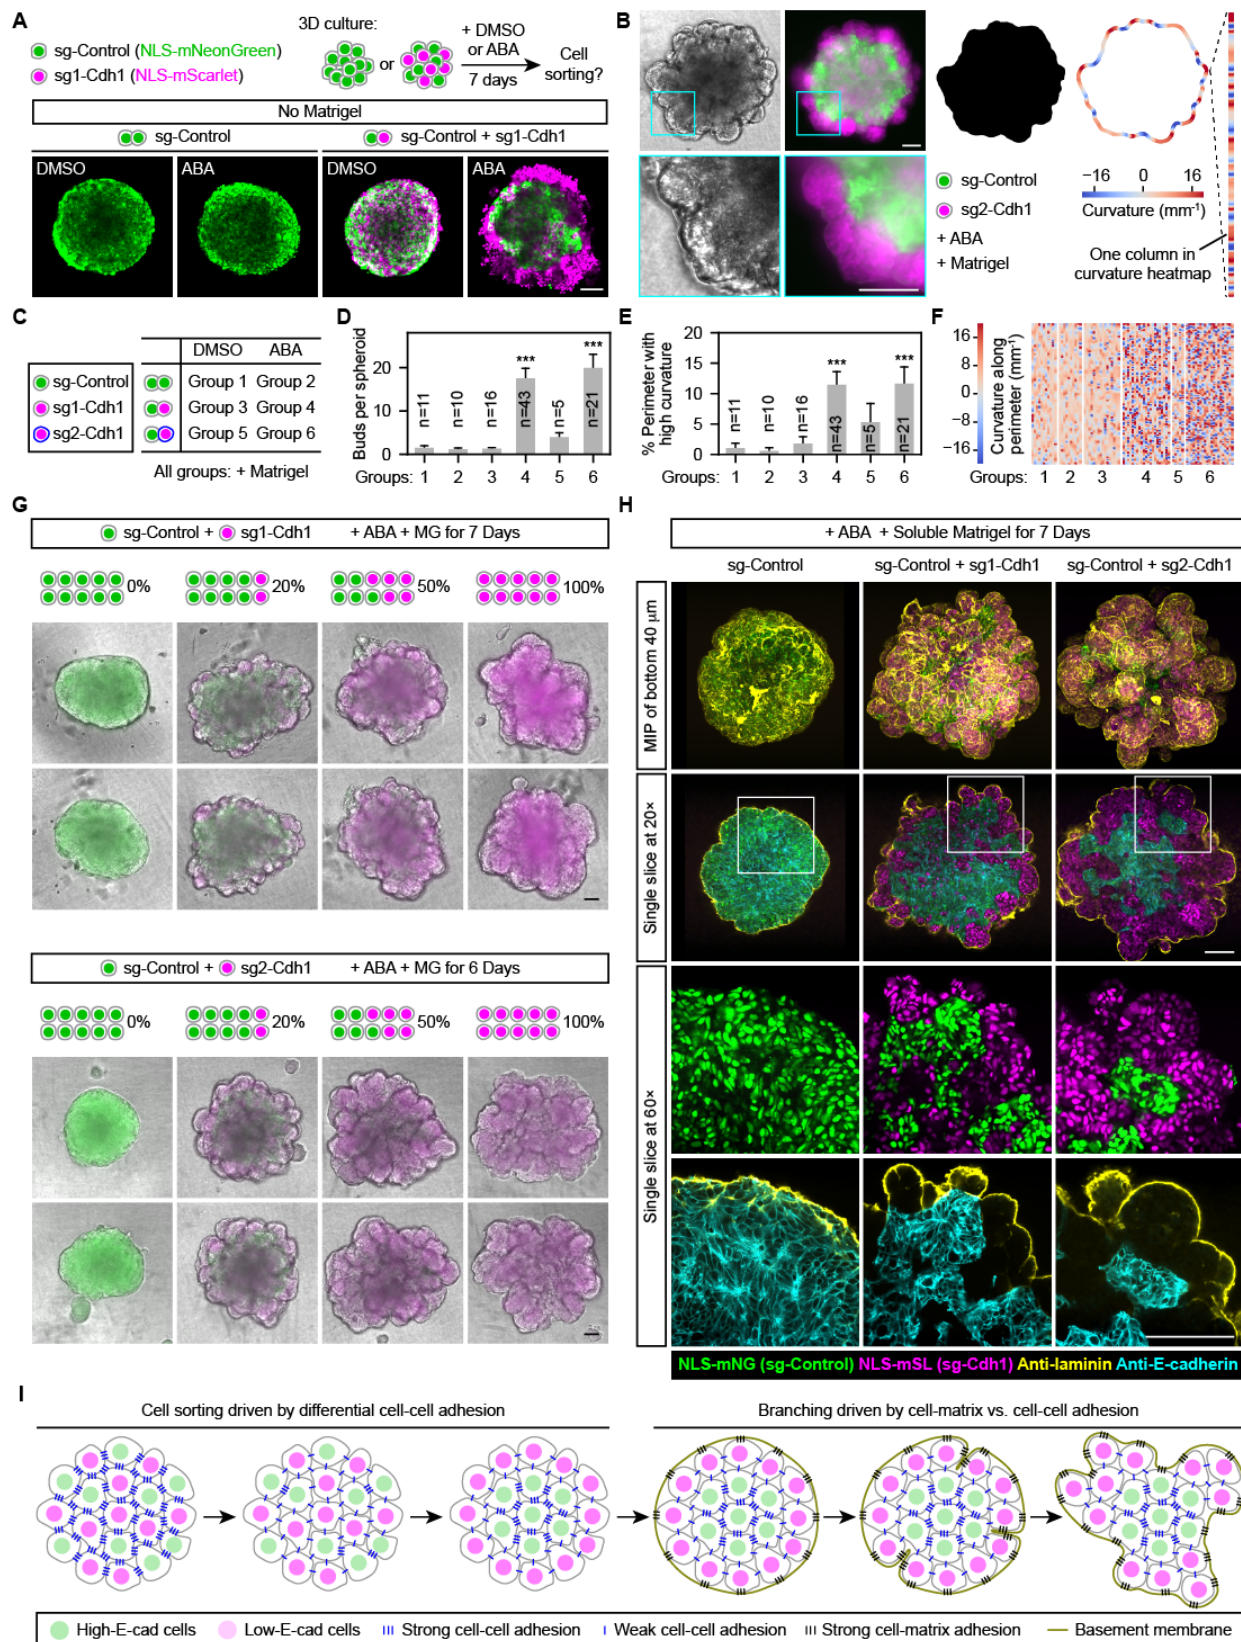 A
sg-Control (NLS-mNeonGreen)
sg1-Cdh1 (NLS-mScarlet)
3D culture:
or
+ DMSO
or ABA
7 days
Cell
sorting?
No Matrigel
sg-Control
sg-Control + sg1-Cdh1
DMSO
ABA
DMSO
ABA
B
sg-Control
sg2-Cdh1
+ ABA
+ Matrigel
−16 0 16
Curvature (mm⁻¹)
One column in
curvature heatmap
C
sg-Control
sg1-Cdh1
sg2-Cdh1
DMSO ABA
Group 1 Group 2
Group 3 Group 4
Group 5 Group 6
All groups: + Matrigel
D
Buds per spheroid
20
10
0
n=11
n=10
n=16
n=43
n=5
n=21
***
***
Groups: 1 2 3 4 5 6
E
% Perimeter with
high curvature
20
15
10
5
0
n=11
n=10
n=16
n=43
n=5
n=21
***
***
Groups: 1 2 3 4 5 6
F
Curvature along
perimeter (mm⁻¹)
16
8
0
−8
−16
Groups: 1 2 3 4 5 6
G
sg-Control + sg1-Cdh1 + ABA + MG for 7 Days
0% 20% 50% 100%
sg-Control + sg2-Cdh1 + ABA + MG for 6 Days
0% 20% 50% 100%
H
+ ABA + Soluble Matrigel for 7 Days
sg-Control
sg-Control + sg1-Cdh1
sg-Control + sg2-Cdh1
MIP of bottom 40 μm
Single slice at 20×
Single slice at 60×
NLS-mNG (sg-Control) NLS-mSL (sg-Cdh1) Anti-laminin Anti-E-cadherin
I
Cell sorting driven by differential cell-cell adhesion
Branching driven by cell-matrix vs. cell-cell adhesion
High-E-cad cells Low-E-cad cells Strong cell-cell adhesion Weak cell-cell adhesion Strong cell-matrix adhesion Basement membrane